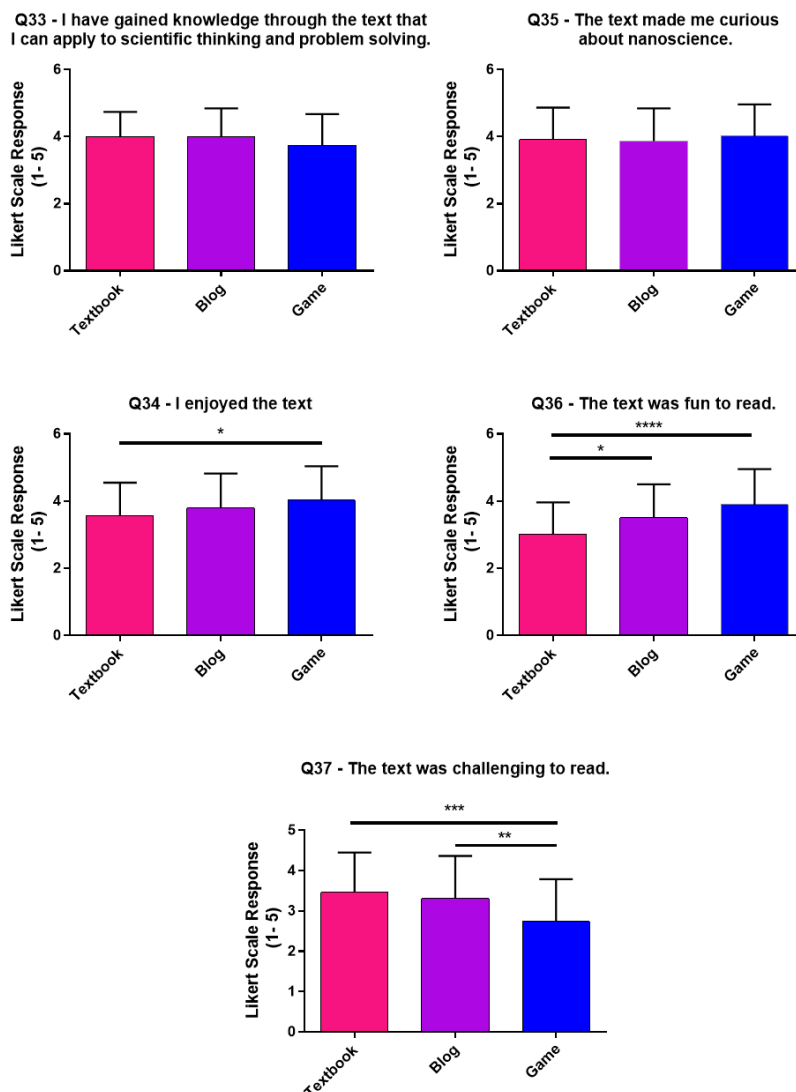 Q33 - I have gained knowledge through the text that
I can apply to scientific thinking and problem solving.
Likert Scale Response
(1- 5)
6
4
2
0
Textbook
Blog
Game
Q35 - The text made me curious
about nanoscience.
Likert Scale Response
(1- 5)
6
4
2
0
Textbook
Blog
Game
Q34 - I enjoyed the text
*
Likert Scale Response
(1- 5)
6
4
2
0
Textbook
Blog
Game
Q36 - The text was fun to read.
****
*
Likert Scale Response
(1- 5)
6
4
2
0
Textbook
Blog
Game
Q37 - The text was challenging to read.
***
**
Likert Scale Response
(1- 5)
5
4
3
2
1
0
Textbook
Blog
Game